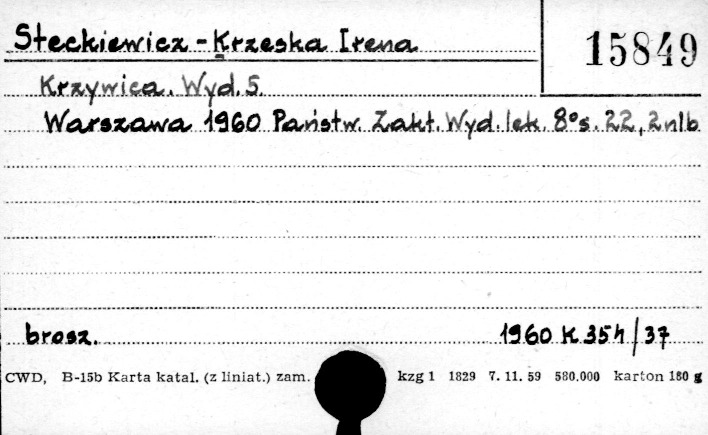 Steckiewicz-Krzeska Irena
15849
Krzywica. Wyd. 5.
Warszawa 1960 Państw. Zakł. Wyd. lek. 8° s. 22, 2 nlb
brosz. 1960 K 354/37
CWD, B-15b Karta katal. (z liniat.) zam. kzg 1 1829 7. 11. 59 580.000 karton 180 g